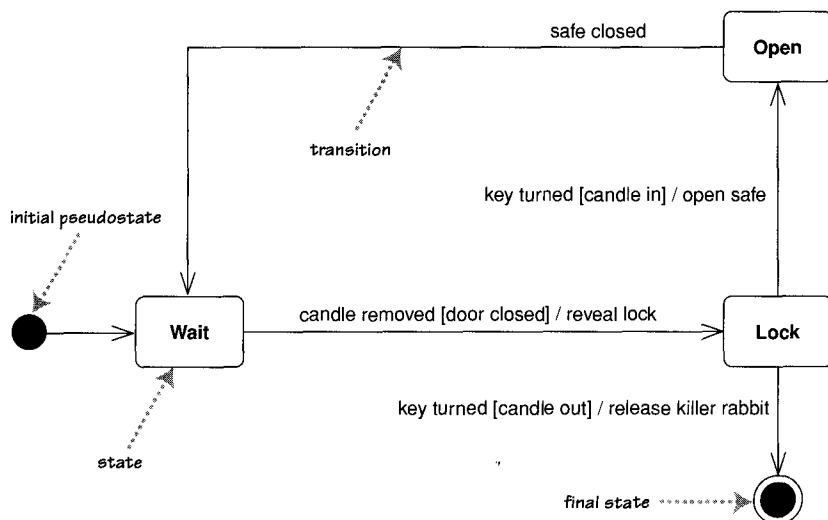 safe closed
Open
transition
key turned [candle in] / open safe
initial pseudostate
Wait
candle removed [door closed] / reveal lock
Lock
key turned [candle out] / release killer rabbit
state
final state